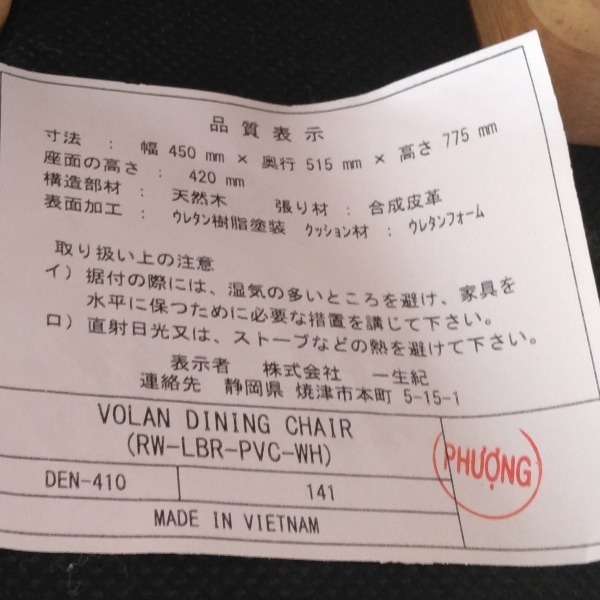 品質表示
寸法 : 幅 450 mm × 奥行 515 mm × 高さ 775 mm
座面の高さ : 420 mm
構造部材 : 天然木 張り材 : 合成皮革
表面加工 : ウレタン樹脂塗装 クッション材 : ウレタンフォーム
取り扱い上の注意
イ) 据付の際には、湿気の多いところを避け、家具を
水平に保つために必要な措置を講じて下さい。
ロ) 直射日光又は、ストーブなどの熱を避けて下さい。
表示者 株式会社 一生紀
連絡先 静岡県 焼津市本町 5-15-1
VOLAN DINING CHAIR
(RW-LBR-PVC-WH)
PHƯỢNG
DEN-410 141
MADE IN VIETNAM